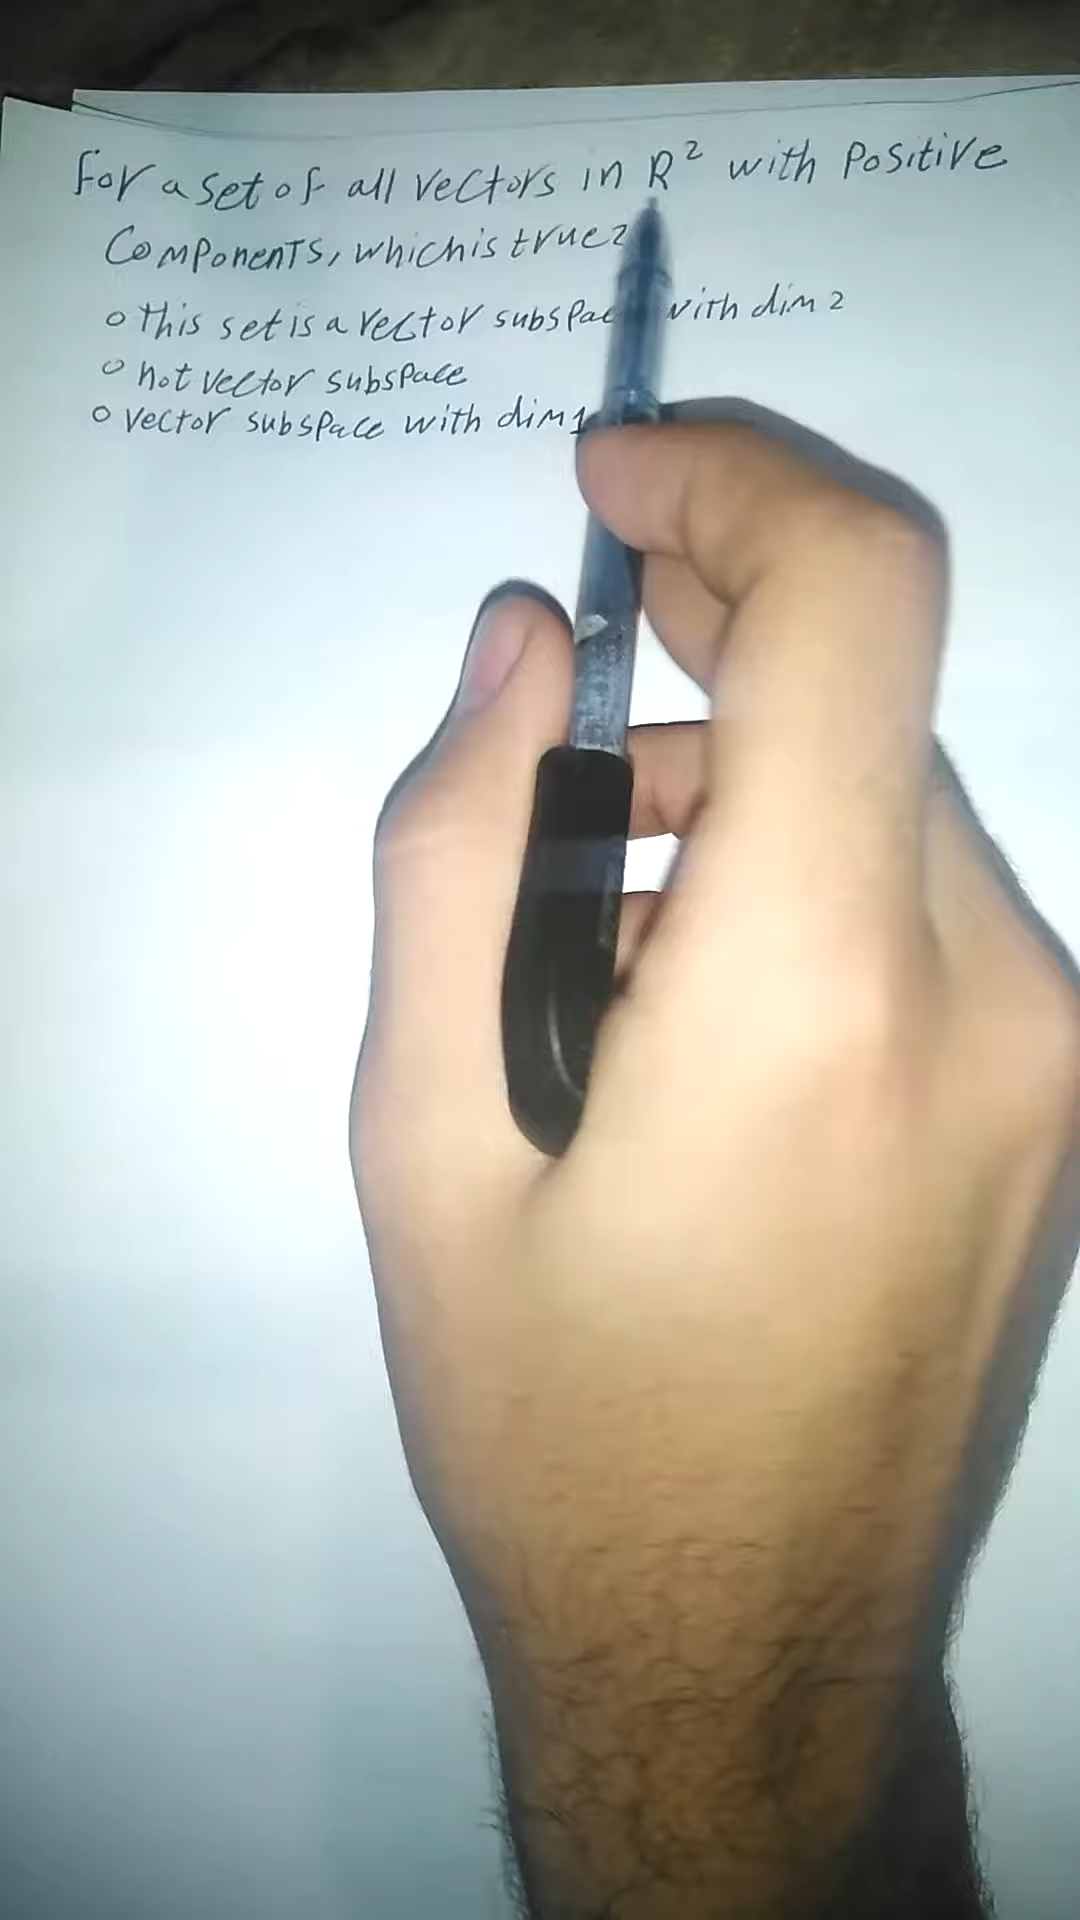 For a set of all vectors in R² with positive
components, which is true?
o this set is a vector subspace with dim 2
o not vector subspace
o vector subspace with dim 1